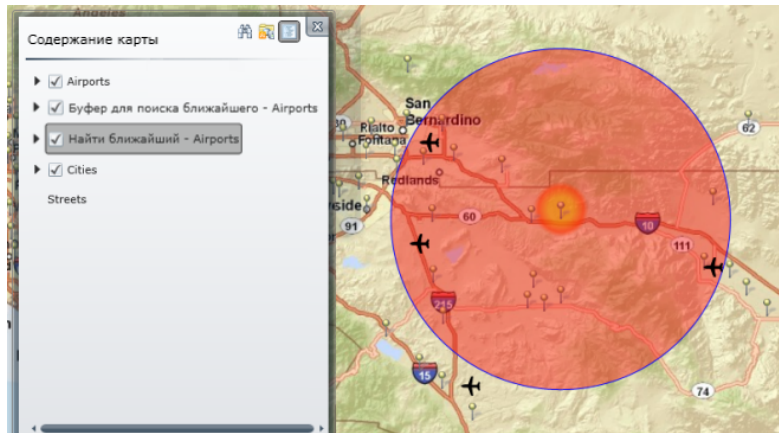 Angeles
Содержание карты
Airports
Буфер для поиска ближайшего - Airports
Найти ближайший - Airports
Cities
Streets
San
Bernardino
Rialto
Fontana
Redlands
side
62
91
60
10
111
215
15
74